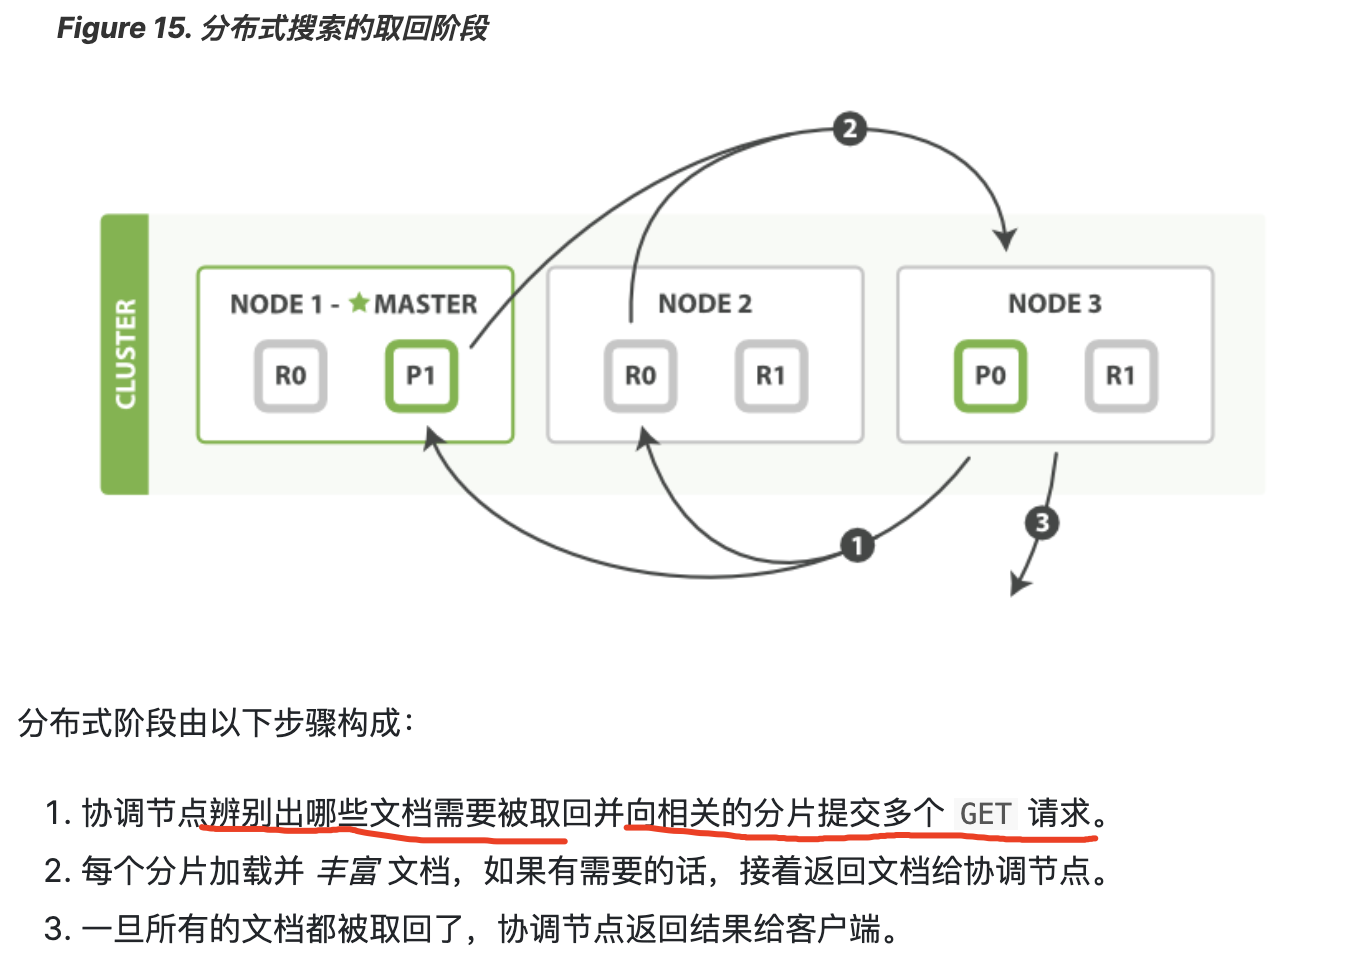 Figure 15. 分布式搜索的取回阶段
2
CLUSTER
NODE 1 - ★ MASTER
R0
P1
NODE 2
R0
R1
NODE 3
P0
R1
1
3
分布式阶段由以下步骤构成：
1. 协调节点辨别出哪些文档需要被取回并向相关的分片提交多个 GET 请求。
2. 每个分片加载并 丰富 文档，如果有需要的话，接着返回文档给协调节点。
3. 一旦所有的文档都被取回了，协调节点返回结果给客户端。